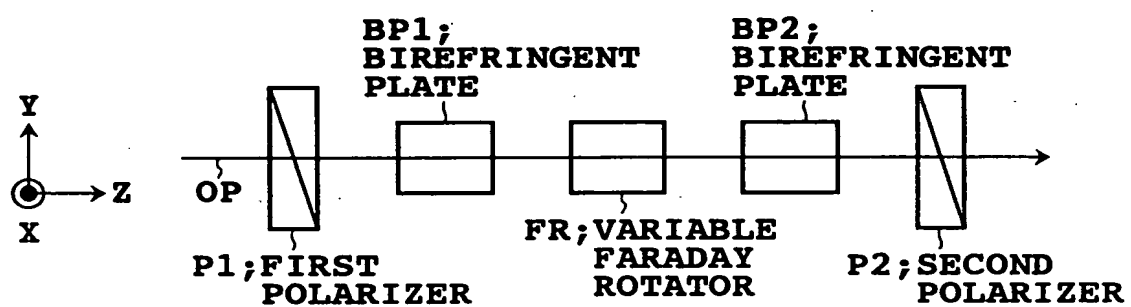 BP1;
BIREFRINGENT
PLATE
BP2;
BIREFRINGENT
PLATE
Y
Z
X
OP
P1;FIRST
POLARIZER
FR;VARIABLE
FARADAY
ROTATOR
P2;SECOND
POLARIZER